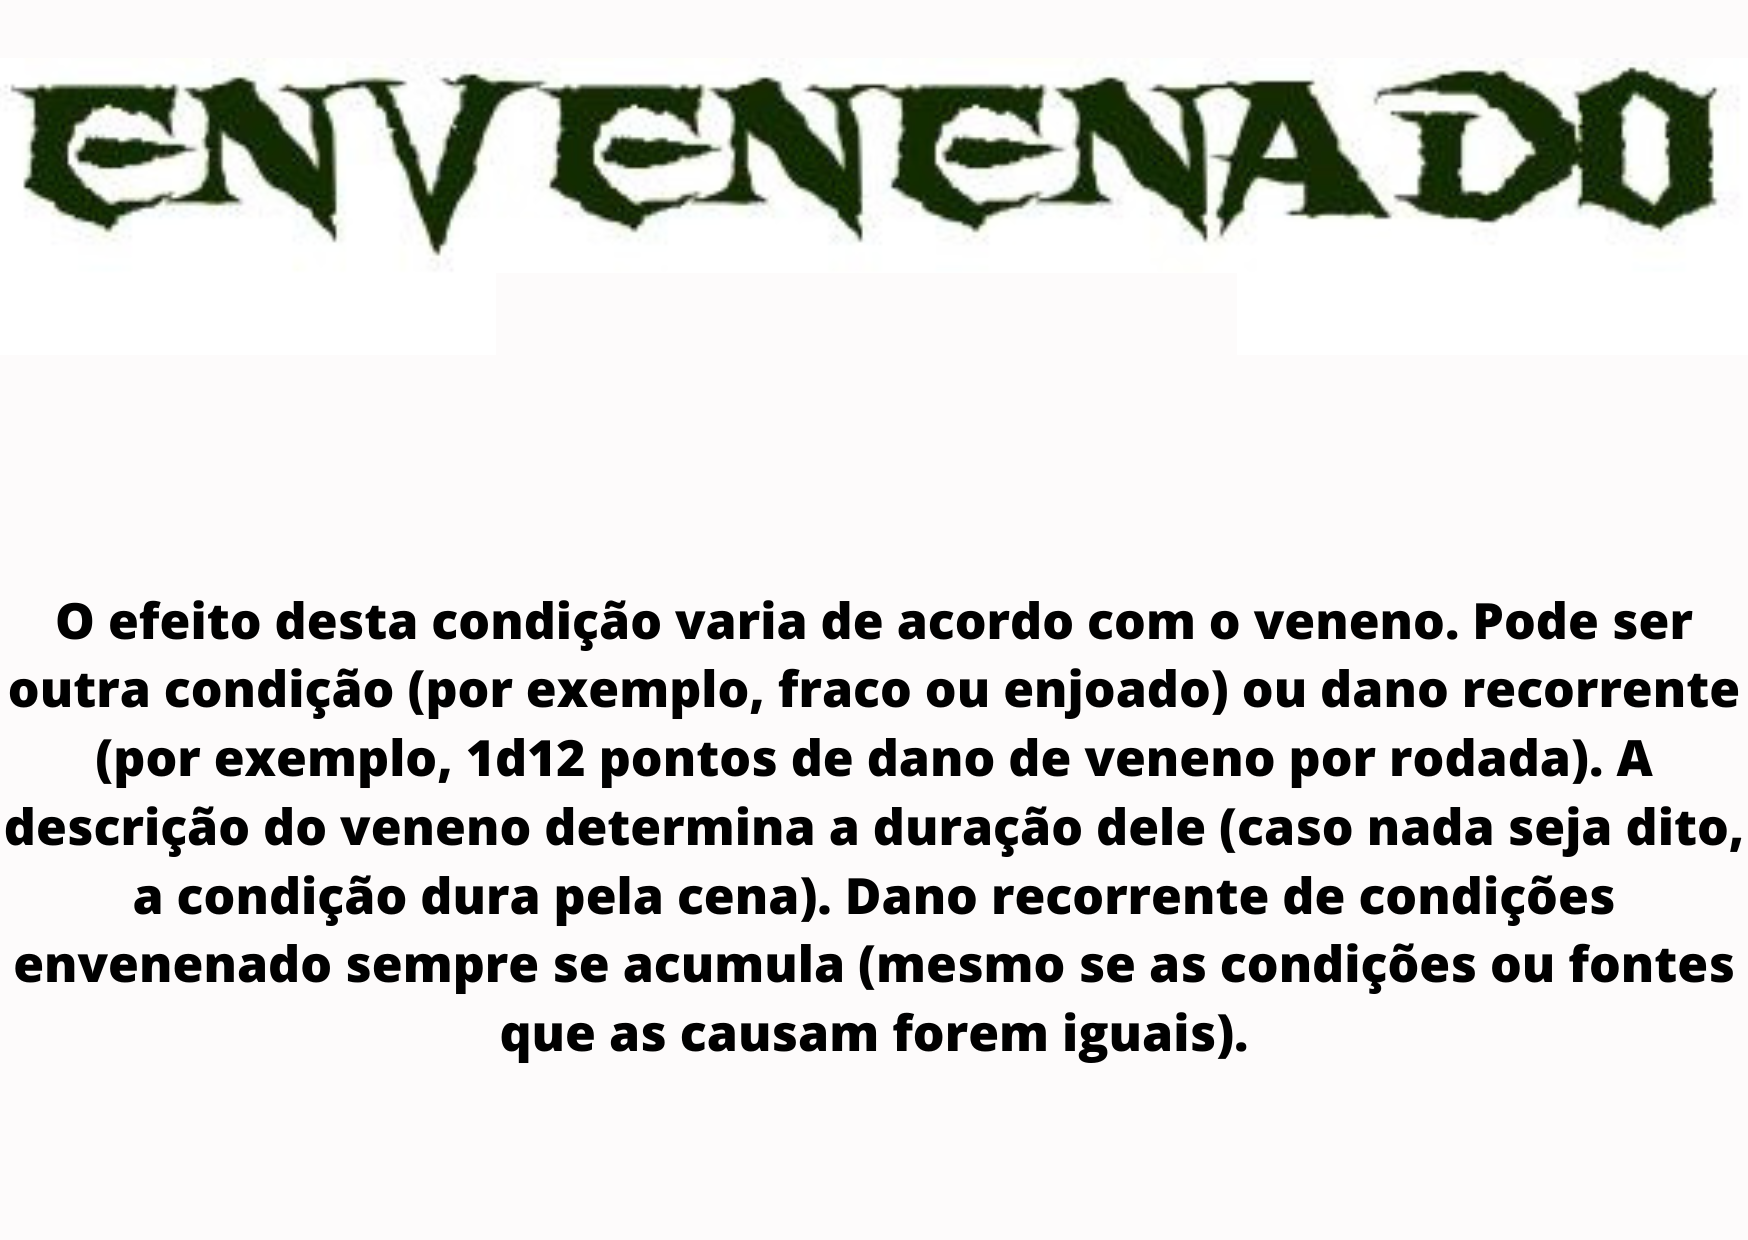 ENVENENADO
O efeito desta condição varia de acordo com o veneno. Pode ser
outra condição (por exemplo, fraco ou enjoado) ou dano recorrente
(por exemplo, 1d12 pontos de dano de veneno por rodada). A
descrição do veneno determina a duração dele (caso nada seja dito,
a condição dura pela cena). Dano recorrente de condições
envenenado sempre se acumula (mesmo se as condições ou fontes
que as causam forem iguais).